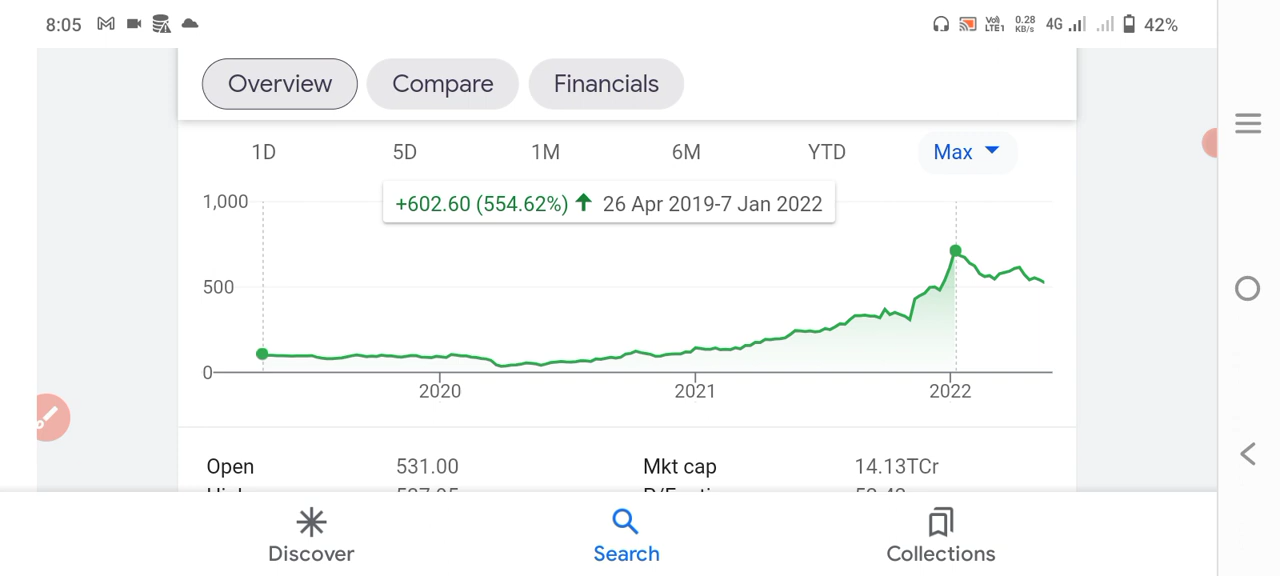 8:05 Vo) LTE1 0.28 KB/s 4G 42%
Overview Compare Financials
1D 5D 1M 6M YTD Max
+602.60 (554.62%) 26 Apr 2019-7 Jan 2022
1,000
500
0
2020 2021 2022
Open 531.00 Mkt cap 14.13TCr
Discover Search Collections